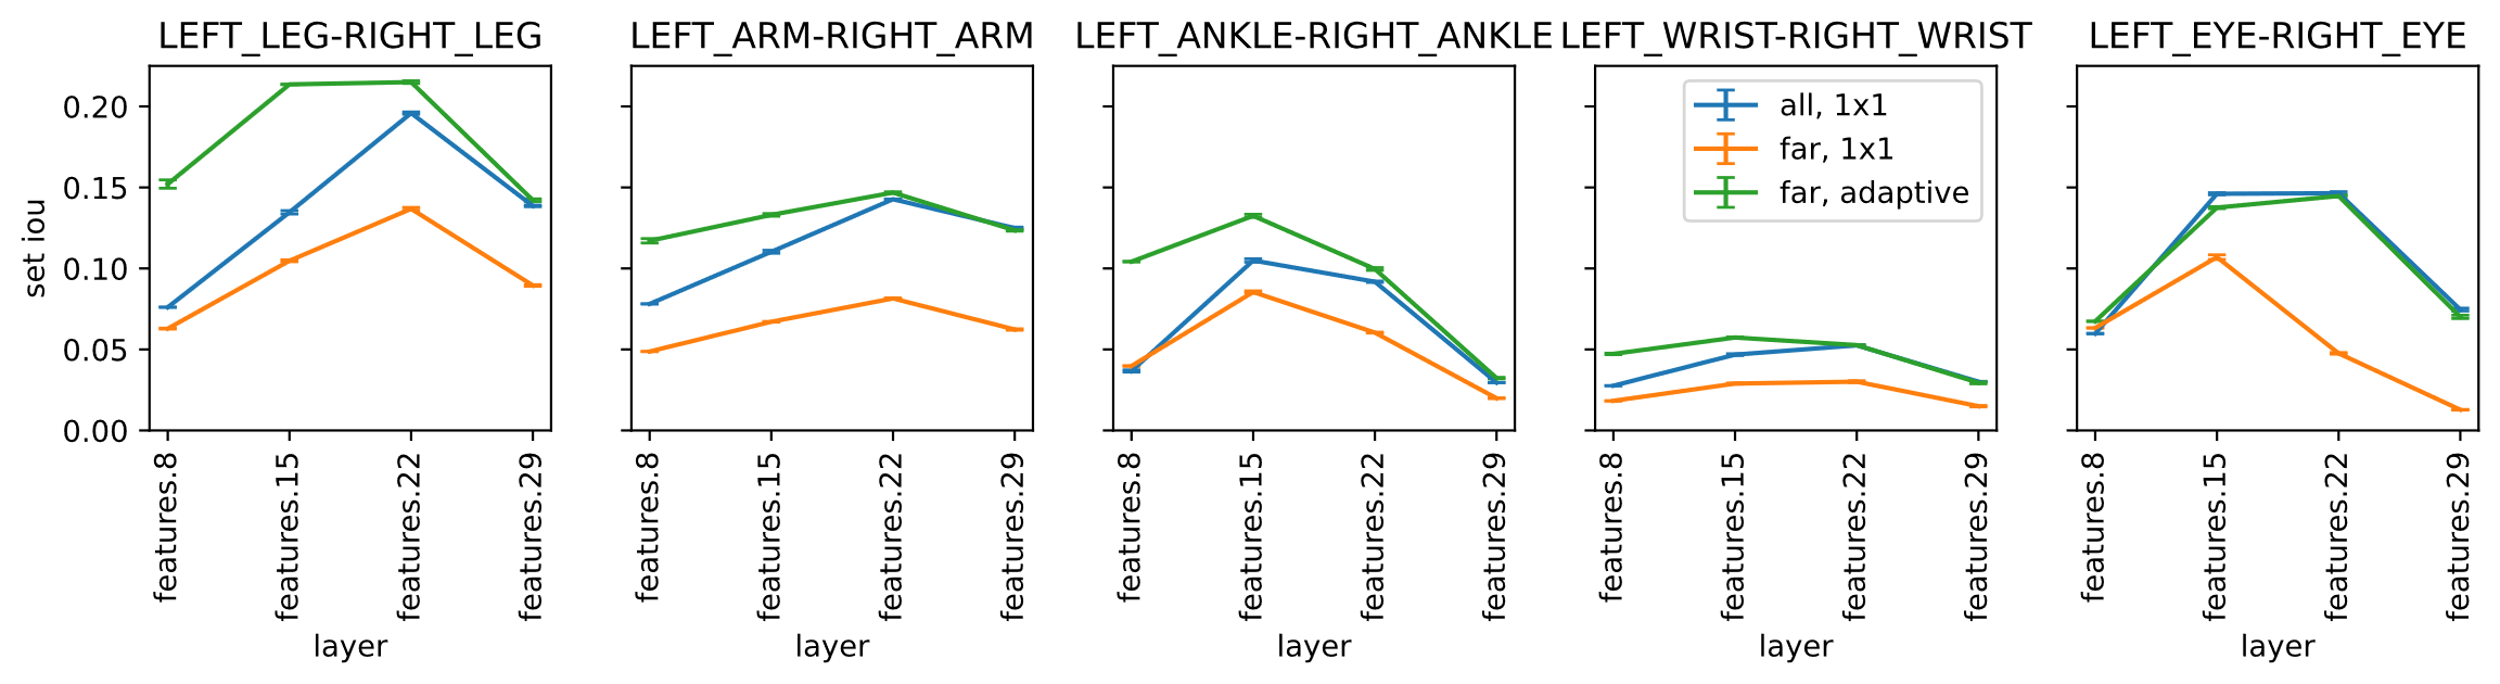 LEFT_LEG-RIGHT_LEG LEFT_ARM-RIGHT_ARM LEFT_ANKLE-RIGHT_ANKLE LEFT_WRIST-RIGHT_WRIST LEFT_EYE-RIGHT_EYE
set iou
0.20
0.15
0.10
0.05
0.00
all, 1x1
far, 1x1
far, adaptive
features.8 features.15 features.22 features.29
features.8 features.15 features.22 features.29
features.8 features.15 features.22 features.29
features.8 features.15 features.22 features.29
features.8 features.15 features.22 features.29
layer layer layer layer layer